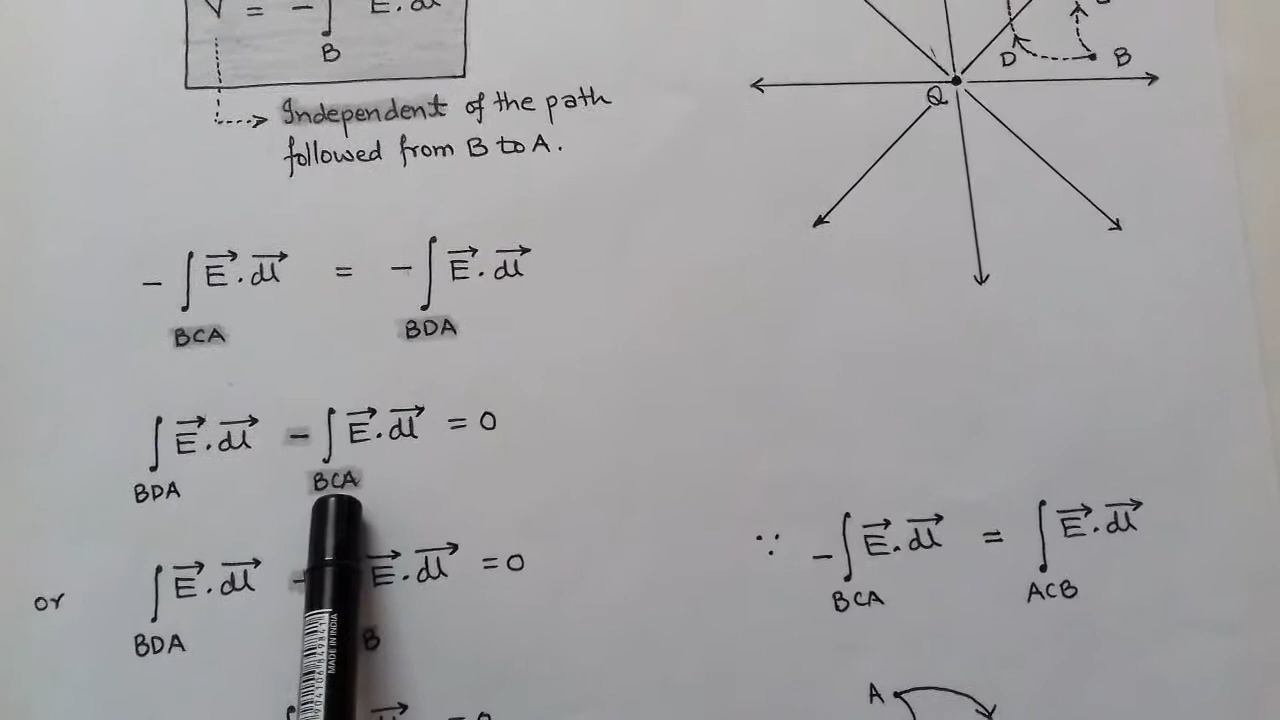 V = - ∫ E . dl
B
Independent of the path
followed from B to A.
D
B
Q
- ∫ E . dl = - ∫ E . dl
BCA BDA
∫ E . dl - ∫ E . dl = 0
BDA BCA
or ∫ E . dl E . dl = 0
BDA B
∵ - ∫ E . dl = ∫ E . dl
BCA ACB
A
MADE IN INDIA